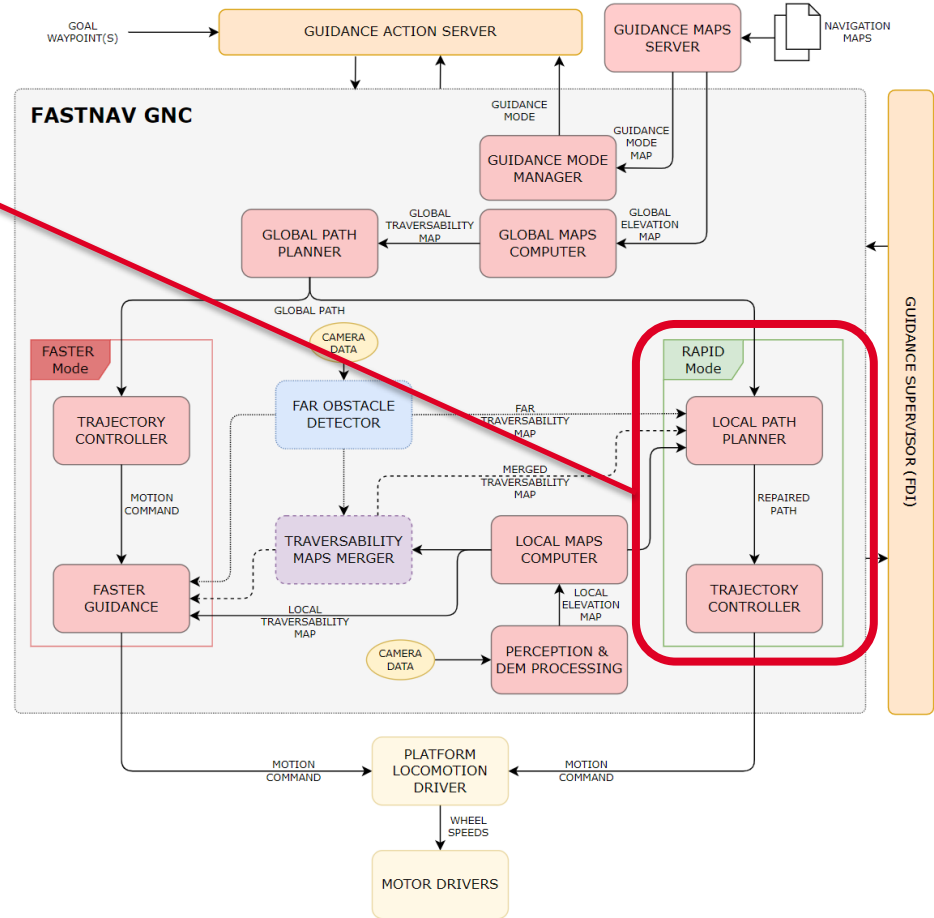 GOAL
WAYPOINT(S)
GUIDANCE ACTION SERVER
GUIDANCE MAPS
SERVER
NAVIGATION
MAPS
FASTNAV GNC
GUIDANCE
MODE
GUIDANCE
MODE
MAP
GUIDANCE MODE
MANAGER
GLOBAL
TRAVERSABILITY
MAP
GLOBAL
ELEVATION
MAP
GLOBAL PATH
PLANNER
GLOBAL MAPS
COMPUTER
GLOBAL PATH
CAMERA
DATA
FASTER
Mode
RAPID
Mode
TRAJECTORY
CONTROLLER
FAR OBSTACLE
DETECTOR
FAR
TRAVERSABILITY
MAP
LOCAL PATH
PLANNER
MERGED
TRAVERSABILITY
MAP
MOTION
COMMAND
REPAIRED
PATH
TRAVERSABILITY
MAPS MERGER
LOCAL MAPS
COMPUTER
FASTER
GUIDANCE
LOCAL
TRAVERSABILITY
MAP
LOCAL
ELEVATION
MAP
TRAJECTORY
CONTROLLER
CAMERA
DATA
PERCEPTION &
DEM PROCESSING
GUIDANCE SUPERVISOR (FDI)
MOTION
COMMAND
PLATFORM
LOCOMOTION
DRIVER
MOTION
COMMAND
WHEEL
SPEEDS
MOTOR DRIVERS